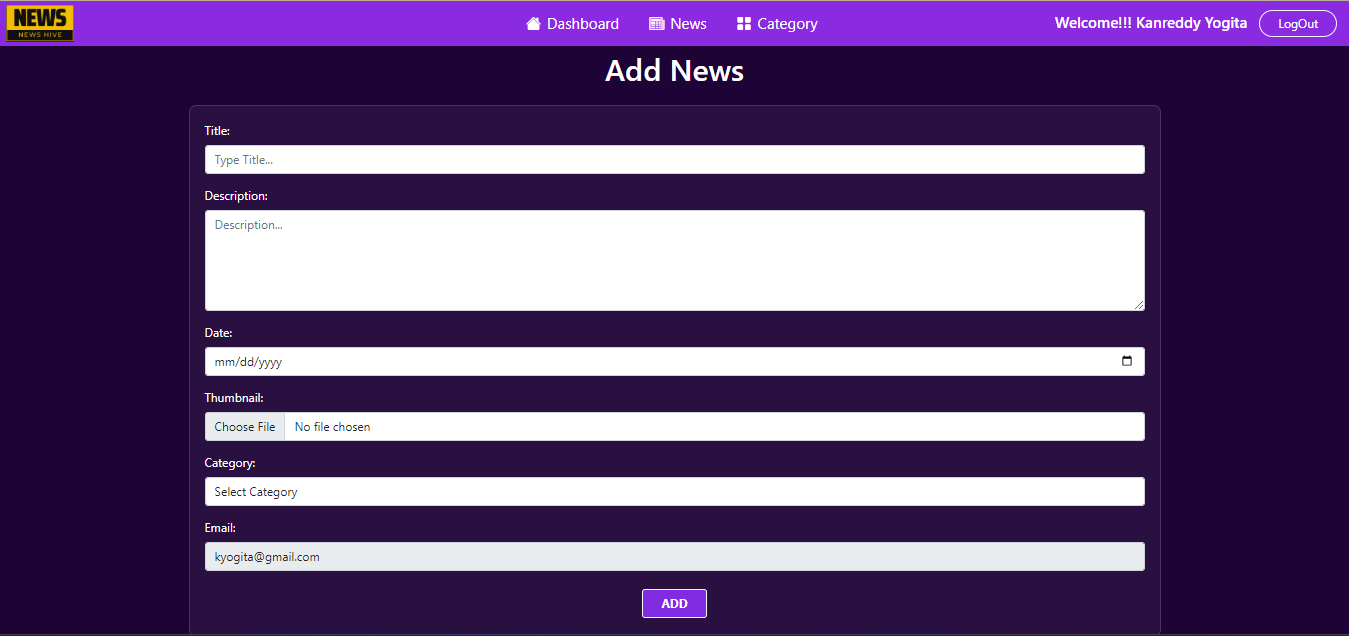 NEWS
NEWS HIVE
Dashboard News Category
Welcome!!! Kanreddy Yogita LogOut
Add News
Title:
Type Title...
Description:
Description...
Date:
mm/dd/yyyy
Thumbnail:
Choose File No file chosen
Category:
Select Category
Email:
kyogita@gmail.com
ADD